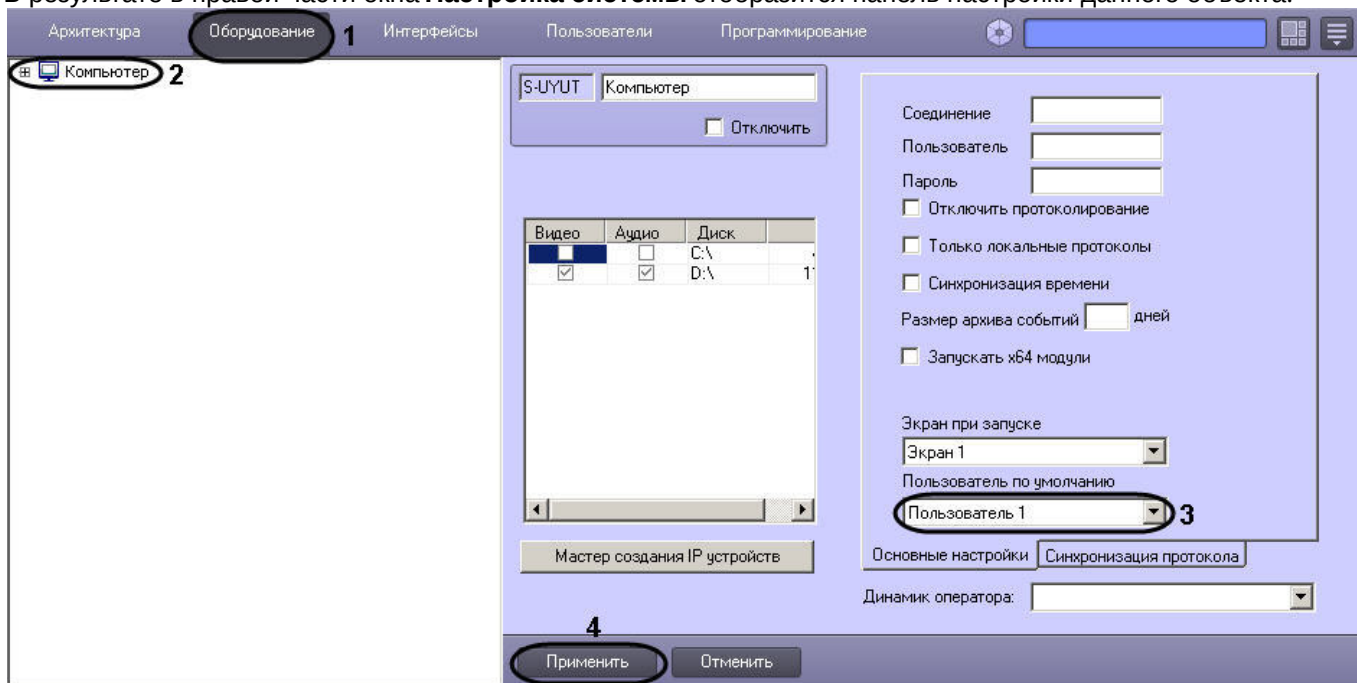 В результате в правой части окна Настройка системы отобразится панель настройки данного объекта.
Архитектура Оборудование 1 Интерфейсы Пользователи Программирование
Компьютер 2
S-UYUT Компьютер
Отключить
Соединение
Пользователь
Пароль
Отключить протоколирование
Только локальные протоколы
Синхронизация времени
Размер архива событий дней
Запускать x64 модули
Видео Аудио Диск
C:\
D:\ 1
Экран при запуске
Экран 1
Пользователь по умолчанию
Пользователь 1 3
Мастер создания IP устройств
Основные настройки Синхронизация протокола
Динамик оператора:
4
Применить Отменить